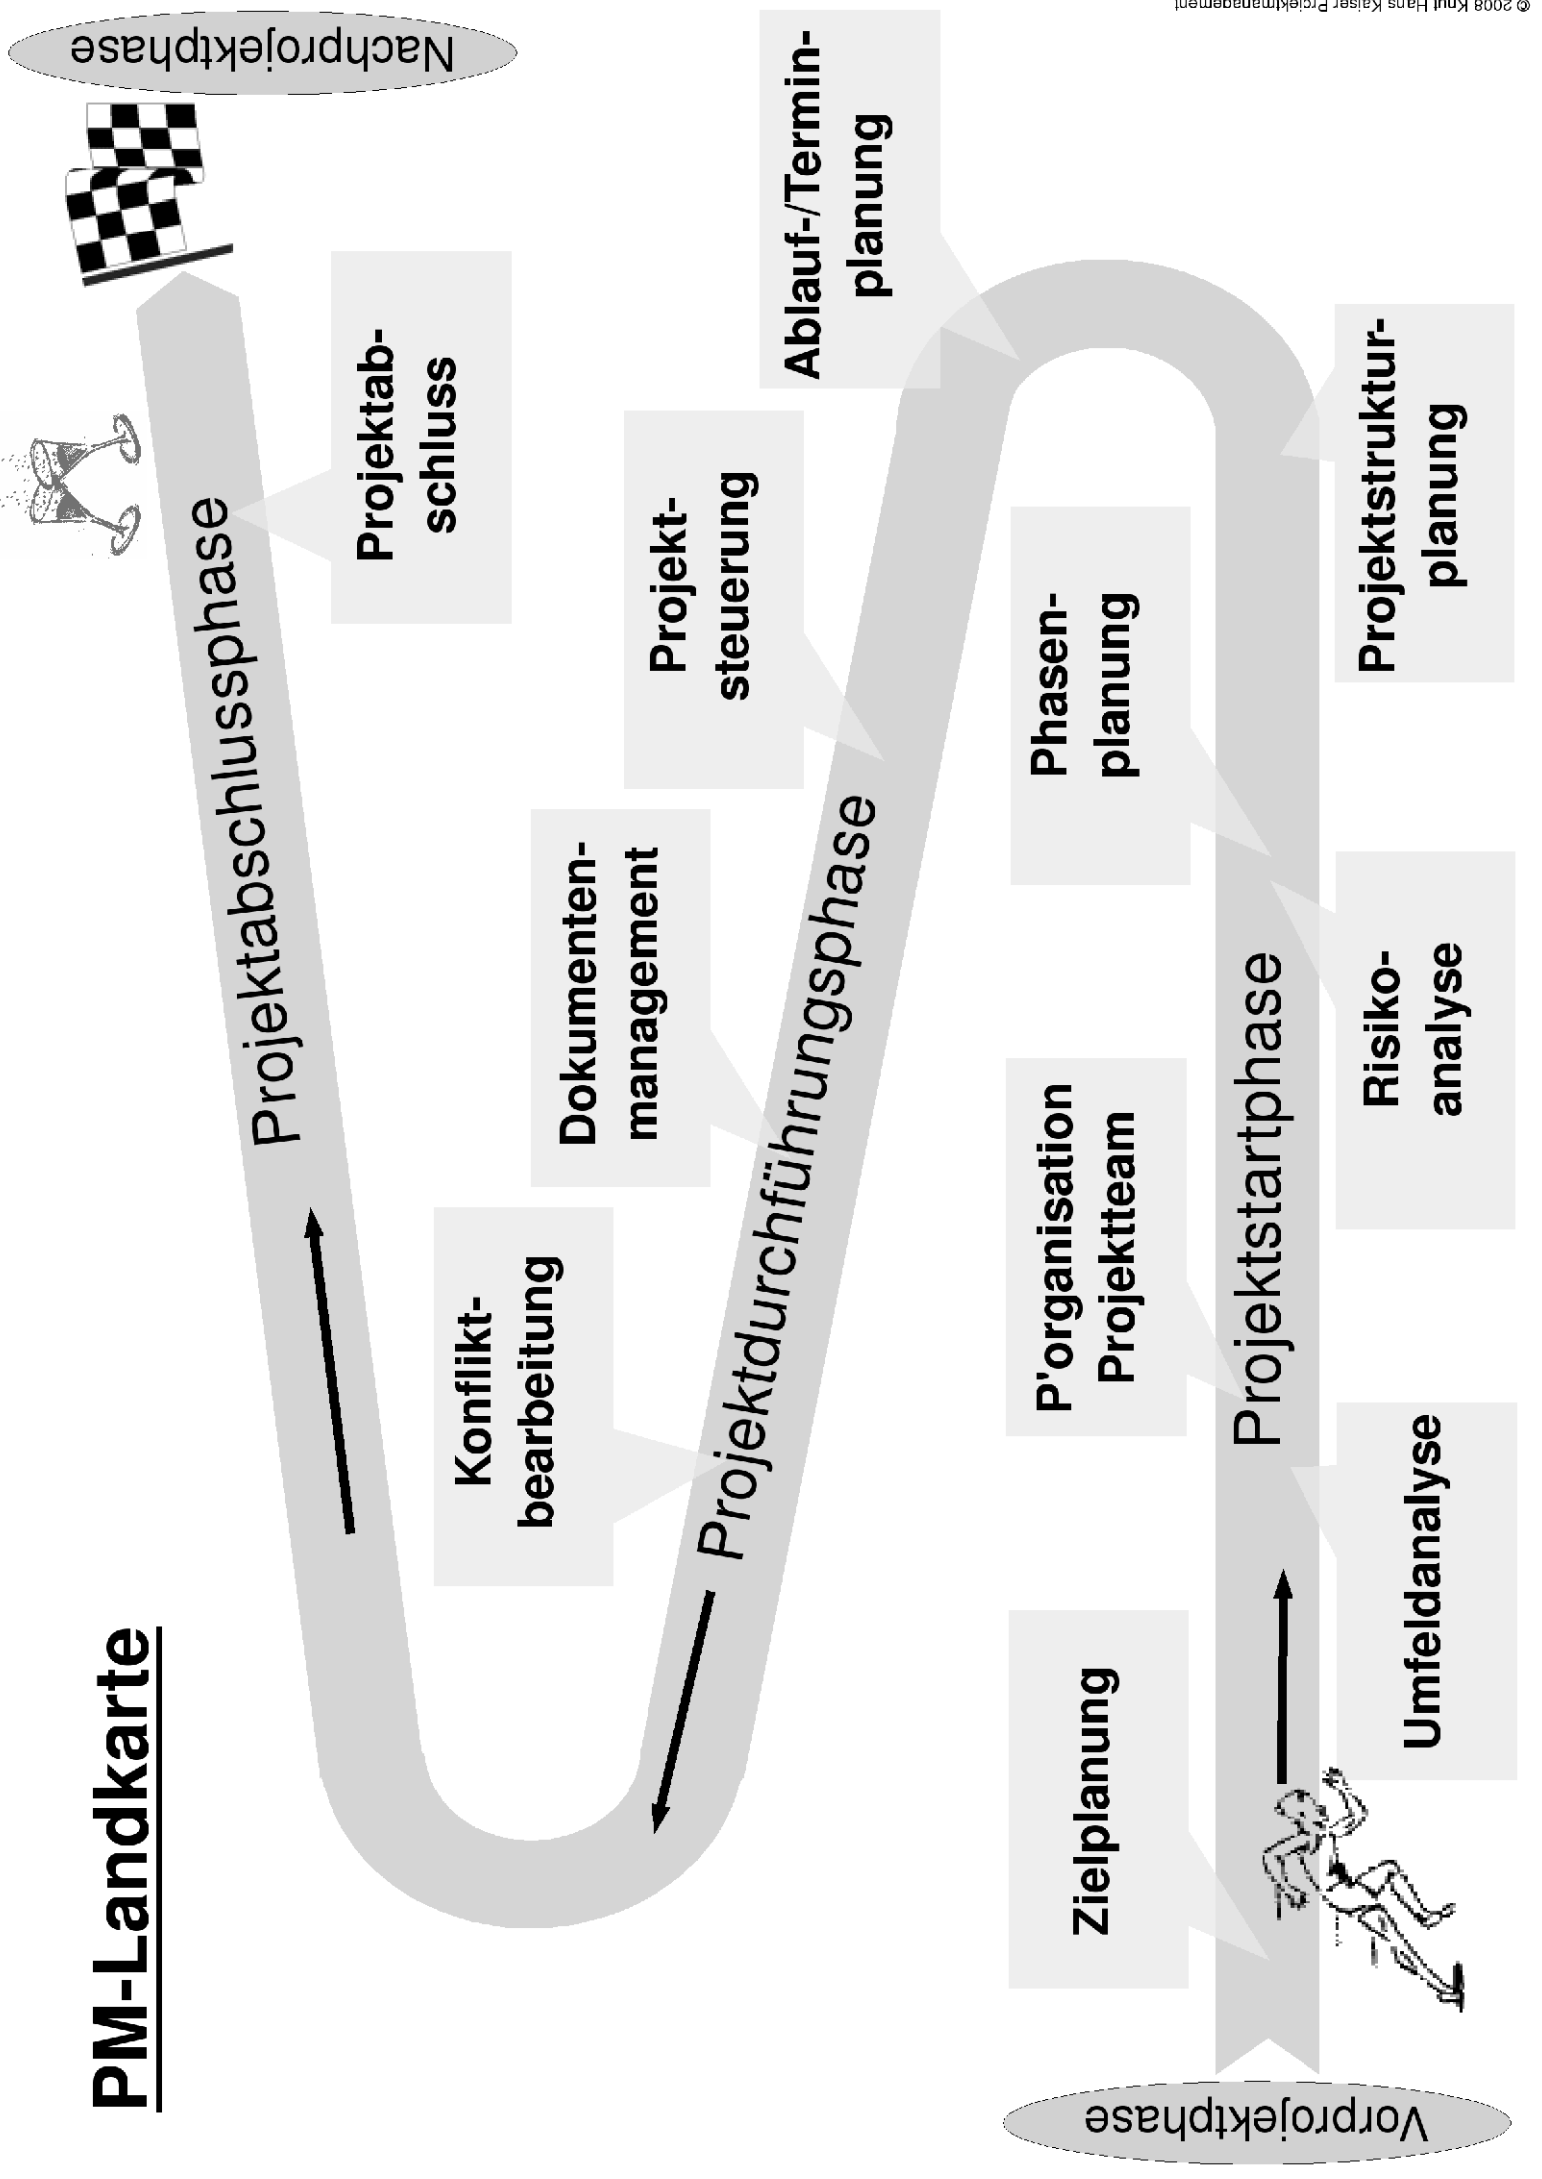 PM-Landkarte
Nachprojektphase
Projektabschlussphase
Projektab-
schluss
Konflikt-
bearbeitung
Dokumenten-
management
Projekt-
steuerung
Ablauf-/Termin-
planung
Projektdurchführungsphase
Zielplanung
P'organisation
Projektteam
Phasen-
planung
Projektstartphase
Vorprojektphase
Umfeldanalyse
Risiko-
analyse
Projektstruktur-
planung
© 2008 Knut Hans Kaiser Projektmanagement